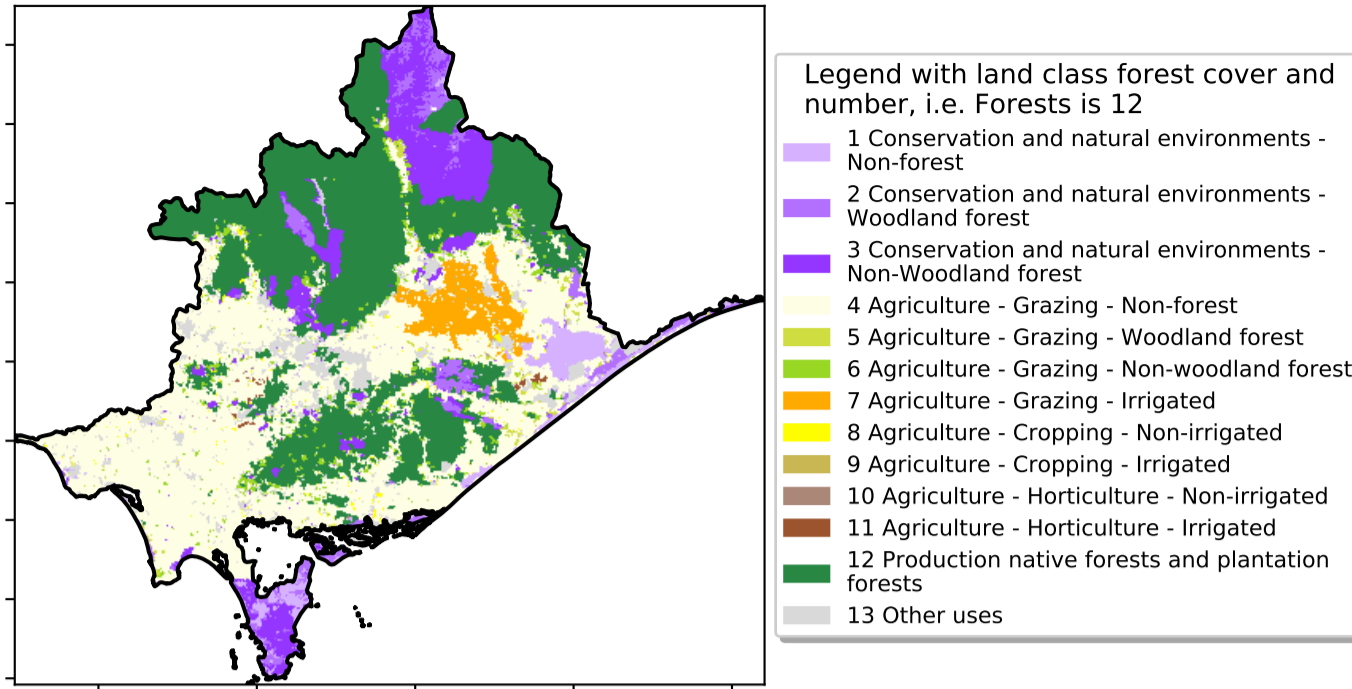 Legend with land class forest cover and
number, i.e. Forests is 12
1 Conservation and natural environments -
Non-forest
2 Conservation and natural environments -
Woodland forest
3 Conservation and natural environments -
Non-Woodland forest
4 Agriculture - Grazing - Non-forest
5 Agriculture - Grazing - Woodland forest
6 Agriculture - Grazing - Non-woodland forest
7 Agriculture - Grazing - Irrigated
8 Agriculture - Cropping - Non-irrigated
9 Agriculture - Cropping - Irrigated
10 Agriculture - Horticulture - Non-irrigated
11 Agriculture - Horticulture - Irrigated
12 Production native forests and plantation
forests
13 Other uses